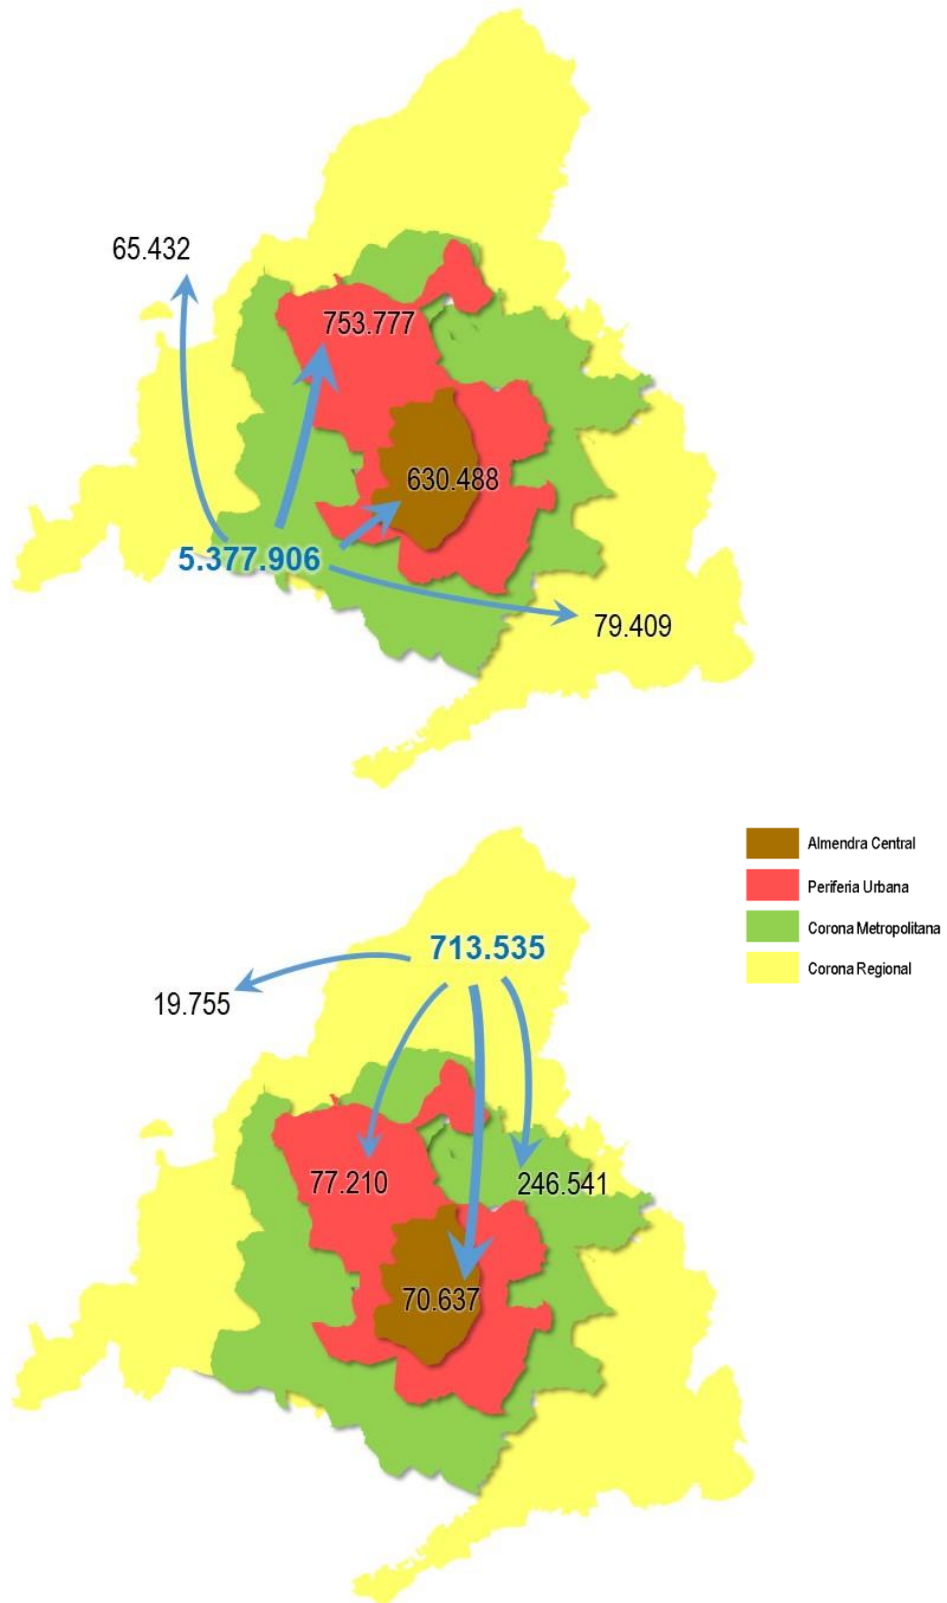 65.432
753.777
630.488
5.377.906
79.409
Almendra Central
Periferia Urbana
Corona Metropolitana
Corona Regional
713.535
19.755
77.210
246.541
70.637